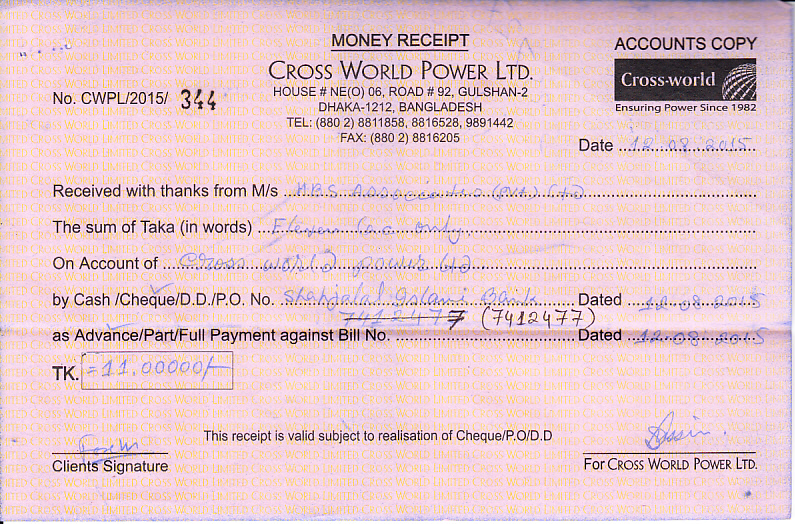 MONEY RECEIPT
ACCOUNTS COPY
CROSS WORLD POWER LTD.
Cross-world
Ensuring Power Since 1982
HOUSE # NE(O) 06, ROAD # 92, GULSHAN-2
No. CWPL/2015/ 344
DHAKA-1212, BANGLADESH
TEL: (880 2) 8811858, 8816528, 9891442
FAX: (880 2) 8816205
Date 12.08.2015
Received with thanks from M/s MBS Associates (Pvt) Ltd
The sum of Taka (in words) Eleven Lac only
On Account of Cross world power Ltd
by Cash /Cheque/D.D./P.O. No. Shahjalal Islami Bank Dated 12.08.2015
7412477 (7412477)
as Advance/Part/Full Payment against Bill No. Dated 12.08.2015
TK. =11,00000/-
This receipt is valid subject to realisation of Cheque/P.O/D.D
Clients Signature
For CROSS WORLD POWER LTD.